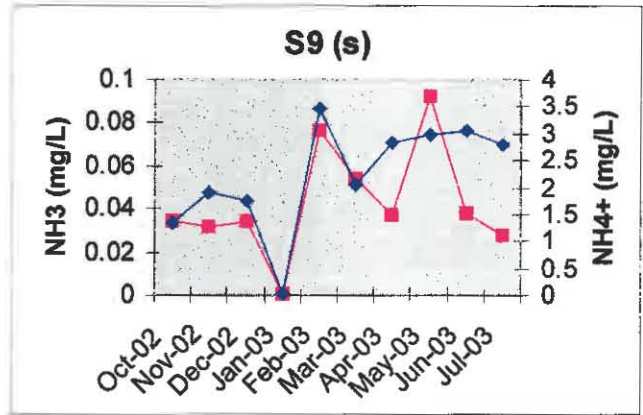 S9 (s)
NH3 (mg/L)
0.1
0.08
0.06
0.04
0.02
0
4
3.5
3
2.5
2
1.5
1
0.5
0
NH4+ (mg/L)
Oct-02
Nov-02
Dec-02
Jan-03
Feb-03
Mar-03
Apr-03
May-03
Jun-03
Jul-03